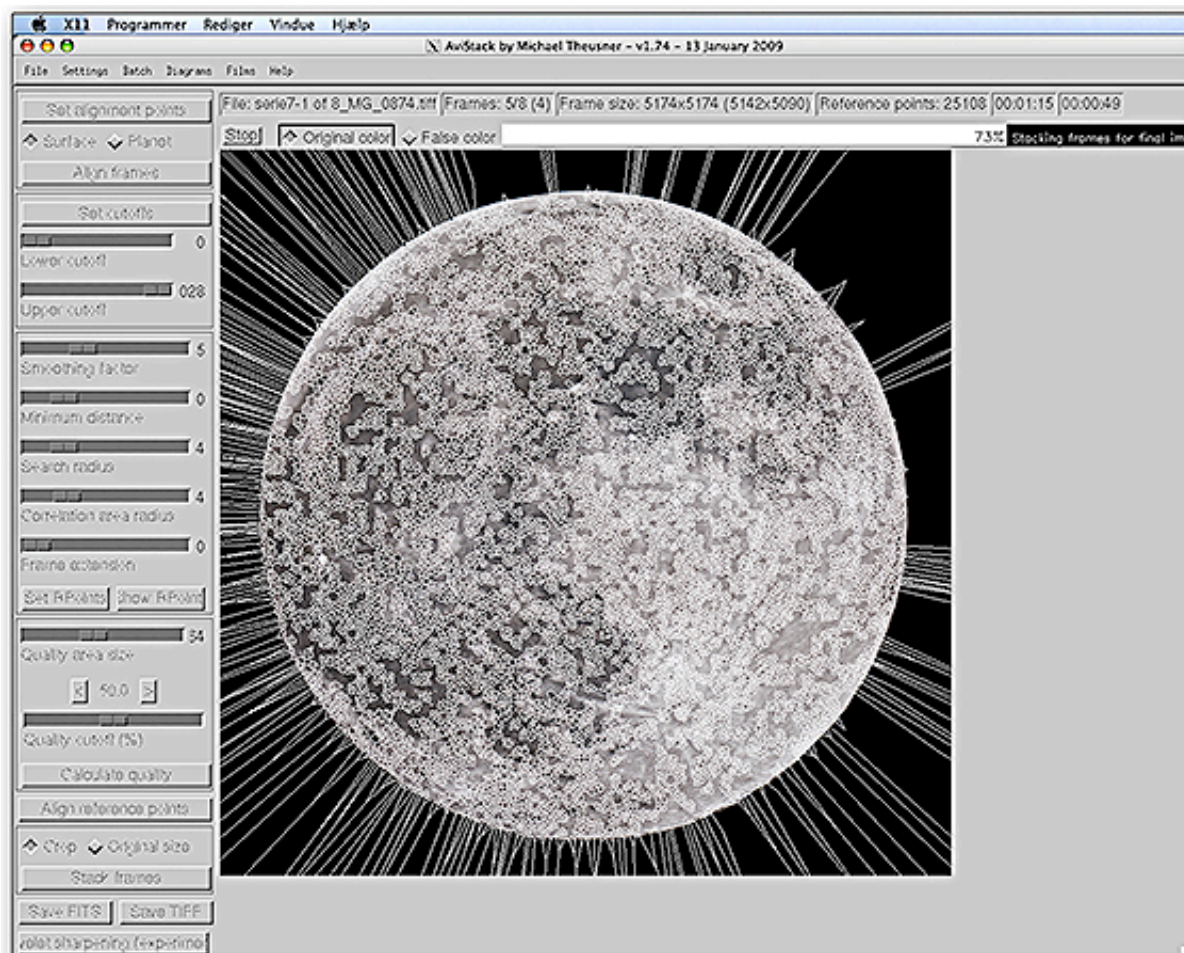 X11 Programmer Rediger Vindue Hjælp
AviStack by Michael Theusner - v1.74 - 13 January 2009
File Settings Batch Diagrams Films Help
Set alignment points
Surface Planet
Align frames
Set cutoffs
0
Lower cutoff
028
Upper cutoff
5
Smoothing factor
0
Minimum distance
4
Search radius
4
Correlation area radius
0
Frame extension
Set RPoints Show RPoint
64
Quality area size
< 50.0 >
Quality cutoff (%)
Calculate quality
Align reference points
Crop Original size
Stack frames
Save FITS Save TIFF
velet sharpening (experimen
File: serie7-1 of 8_MG_0874.tiff Frames: 5/8 (4) Frame size: 5174x5174 (5142x5090) Reference points: 25108 00:01:15 00:00:49
Stop Original color False color 73% Stacking frames for final im